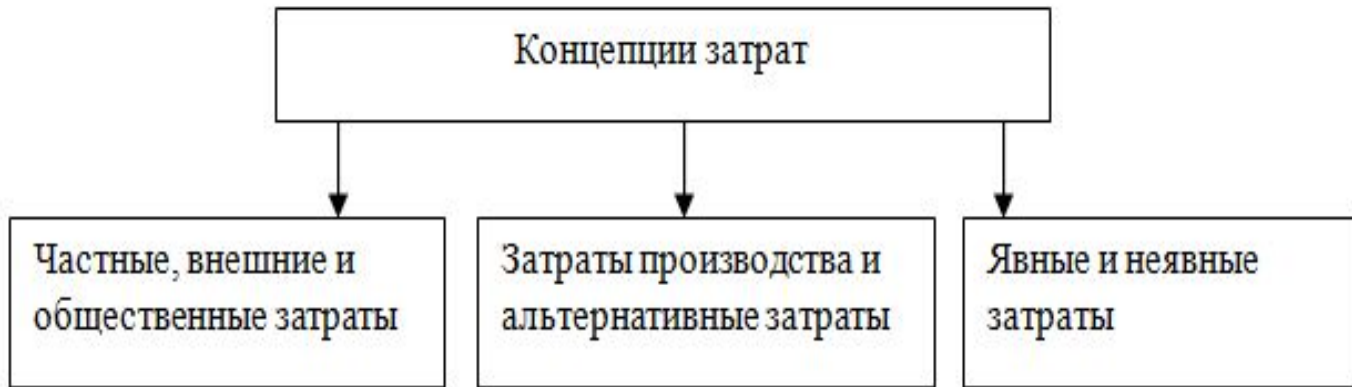 Концепции затрат
Частные, внешние и
общественные затраты
Затраты производства и
альтернативные затраты
Явные и неявные
затраты